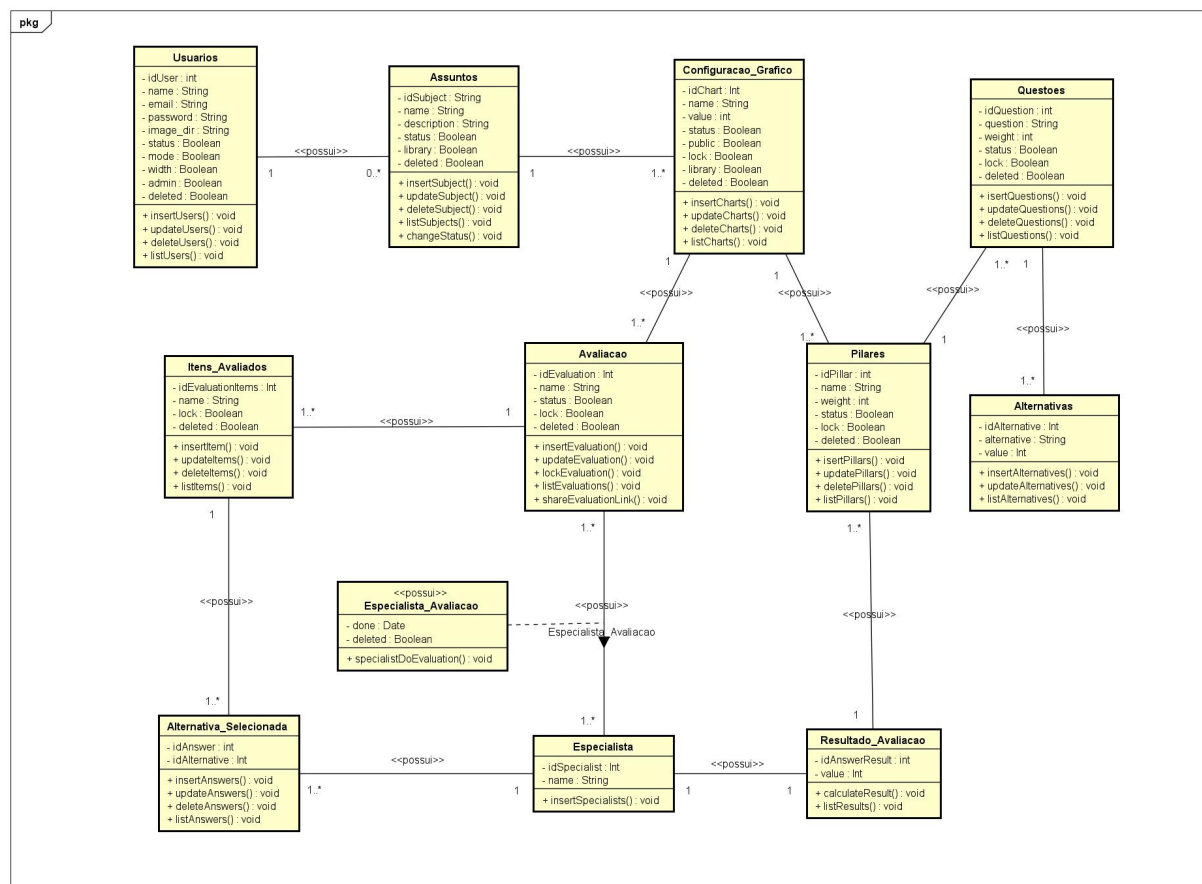 pkg
Usuarios
- idUser : int
- name : String
- email : String
- password : String
- image_dir : String
- status : Boolean
- mode : Boolean
- width : Boolean
- admin : Boolean
- deleted : Boolean
+ insertUsers() : void
+ updateUsers() : void
+ deleteUsers() : void
+ listUsers() : void
<<possui>>
1
0..*
Assuntos
- idSubject : String
- name : String
- description : String
- status : Boolean
- library : Boolean
- deleted : Boolean
+ insertSubject() : void
+ updateSubject() : void
+ deleteSubject() : void
+ listSubjects() : void
+ changeStatus() : void
<<possui>>
1
1..*
Configuracao_Grafico
- idChart : Int
- name : String
- value : int
- status : Boolean
- public : Boolean
- lock : Boolean
- library : Boolean
- deleted : Boolean
+ insertCharts() : void
+ updateCharts() : void
+ deleteCharts() : void
+ listCharts() : void
Questoes
- idQuestion : int
- question : String
- weight : int
- status : Boolean
- lock : Boolean
- deleted : Boolean
+ isertQuestions() : void
+ updateQuestions() : void
+ deleteQuestions() : void
+ listQuestions() : void
1
<<possui>>
1..*
1
<<possui>>
1..*
1..*
<<possui>>
1
1
<<possui>>
1..*
Itens_Avaliados
- idEvaluationItems : Int
- name : String
- lock : Boolean
- deleted : Boolean
+ insertItem() : void
+ updateItems() : void
+ deleteItems() : void
+ listItems() : void
1..*
<<possui>>
1
Avaliacao
- idEvaluation : Int
- name : String
- status : Boolean
- lock : Boolean
- deleted : Boolean
+ insertEvaluation() : void
+ updateEvaluation() : void
+ lockEvaluation() : void
+ listEvaluations() : void
+ shareEvaluationLink() : void
Pilares
- idPillar : int
- name : String
- weight : int
- status : Boolean
- lock : Boolean
- deleted : Boolean
+ isertPillars() : void
+ updatePillars() : void
+ deletePillars() : void
+ listPillars() : void
Alternativas
- idAlternative : Int
- alternative : String
- value : Int
+ insertAlternatives() : void
+ updateAlternatives() : void
+ listAlternatives() : void
1
<<possui>>
1..*
<<possui>>
Especialista_Avaliacao
- done : Date
- deleted : Boolean
+ specialistDoEvaluation() : void
1..*
<<possui>>
Especialista_Avaliacao
1..*
1..*
<<possui>>
1
Alternativa_Selecionada
- idAnswer : int
- idAlternative : Int
+ insertAnswers() : void
+ updateAnswers() : void
+ deleteAnswers() : void
+ listAnswers() : void
<<possui>>
1..*
1
Especialista
- idSpecialist : Int
- name : String
+ insertSpecialists() : void
<<possui>>
1
1
Resultado_Avaliacao
- idAnswerResult : int
- value : Int
+ calculateResult() : void
+ listResults() : void